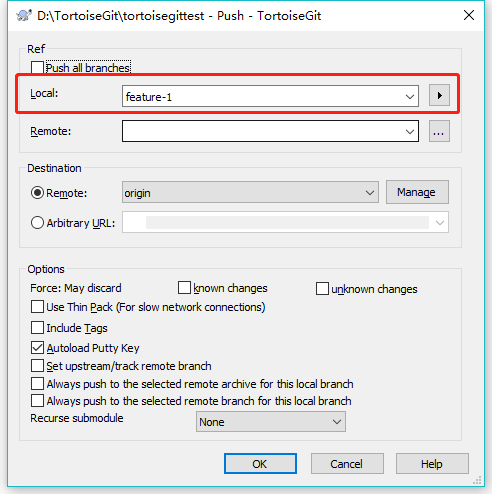 D:\TortoiseGit\tortoisegittest - Push - TortoiseGit
Ref
Push all branches
Local: feature-1
Remote: ...
Destination
Remote: origin Manage
Arbitrary URL:
Options
Force: May discard known changes unknown changes
Use Thin Pack (For slow network connections)
Include Tags
Autoload Putty Key
Set upstream/track remote branch
Always push to the selected remote archive for this local branch
Always push to the selected remote branch for this local branch
Recurse submodule None
OK Cancel Help